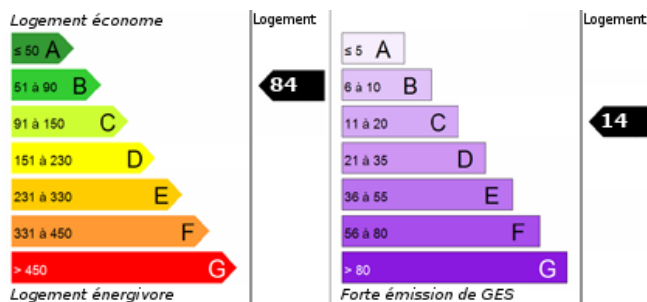 Logement économe
Logement
≤ 50 A
51 à 90 B
84
91 à 150 C
151 à 230 D
231 à 330 E
331 à 450 F
> 450 G
Logement énergivore
Logement
≤ 5 A
6 à 10 B
11 à 20 C
14
21 à 35 D
36 à 55 E
56 à 80 F
> 80 G
Forte émission de GES